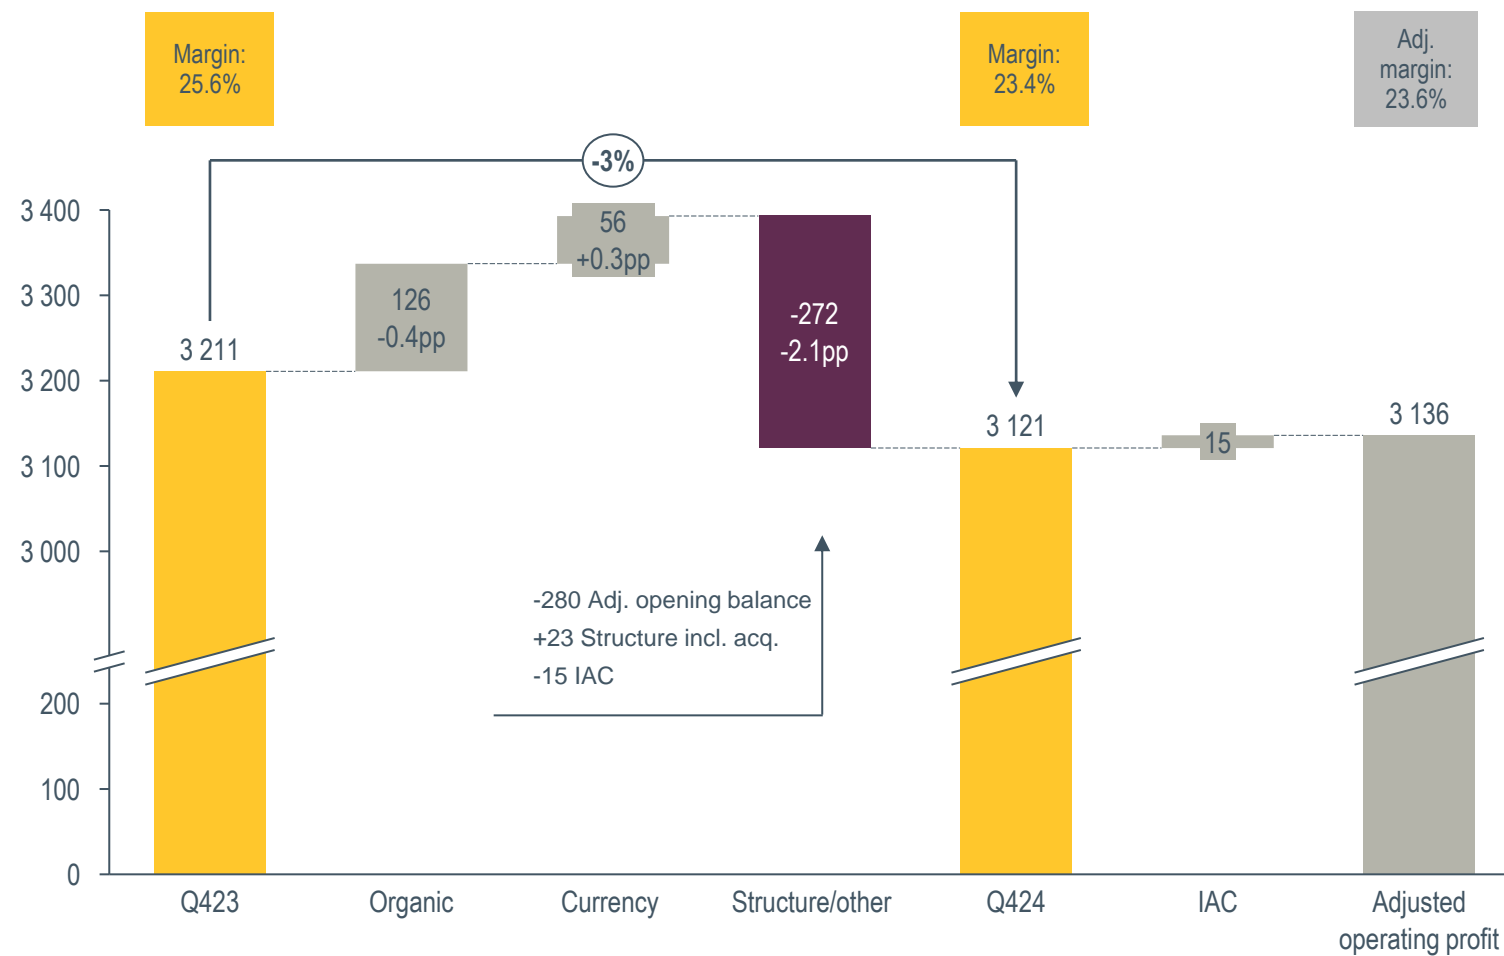 Margin:
25.6%
Margin:
23.4%
Adj.
margin:
23.6%
-3%
3 400
3 300
3 200
3 100
3 000
200
100
0
3 211
126
-0.4pp
56
+0.3pp
-272
-2.1pp
3 121
15
3 136
-280 Adj. opening balance
+23 Structure incl. acq.
-15 IAC
Q423
Organic
Currency
Structure/other
Q424
IAC
Adjusted
operating profit